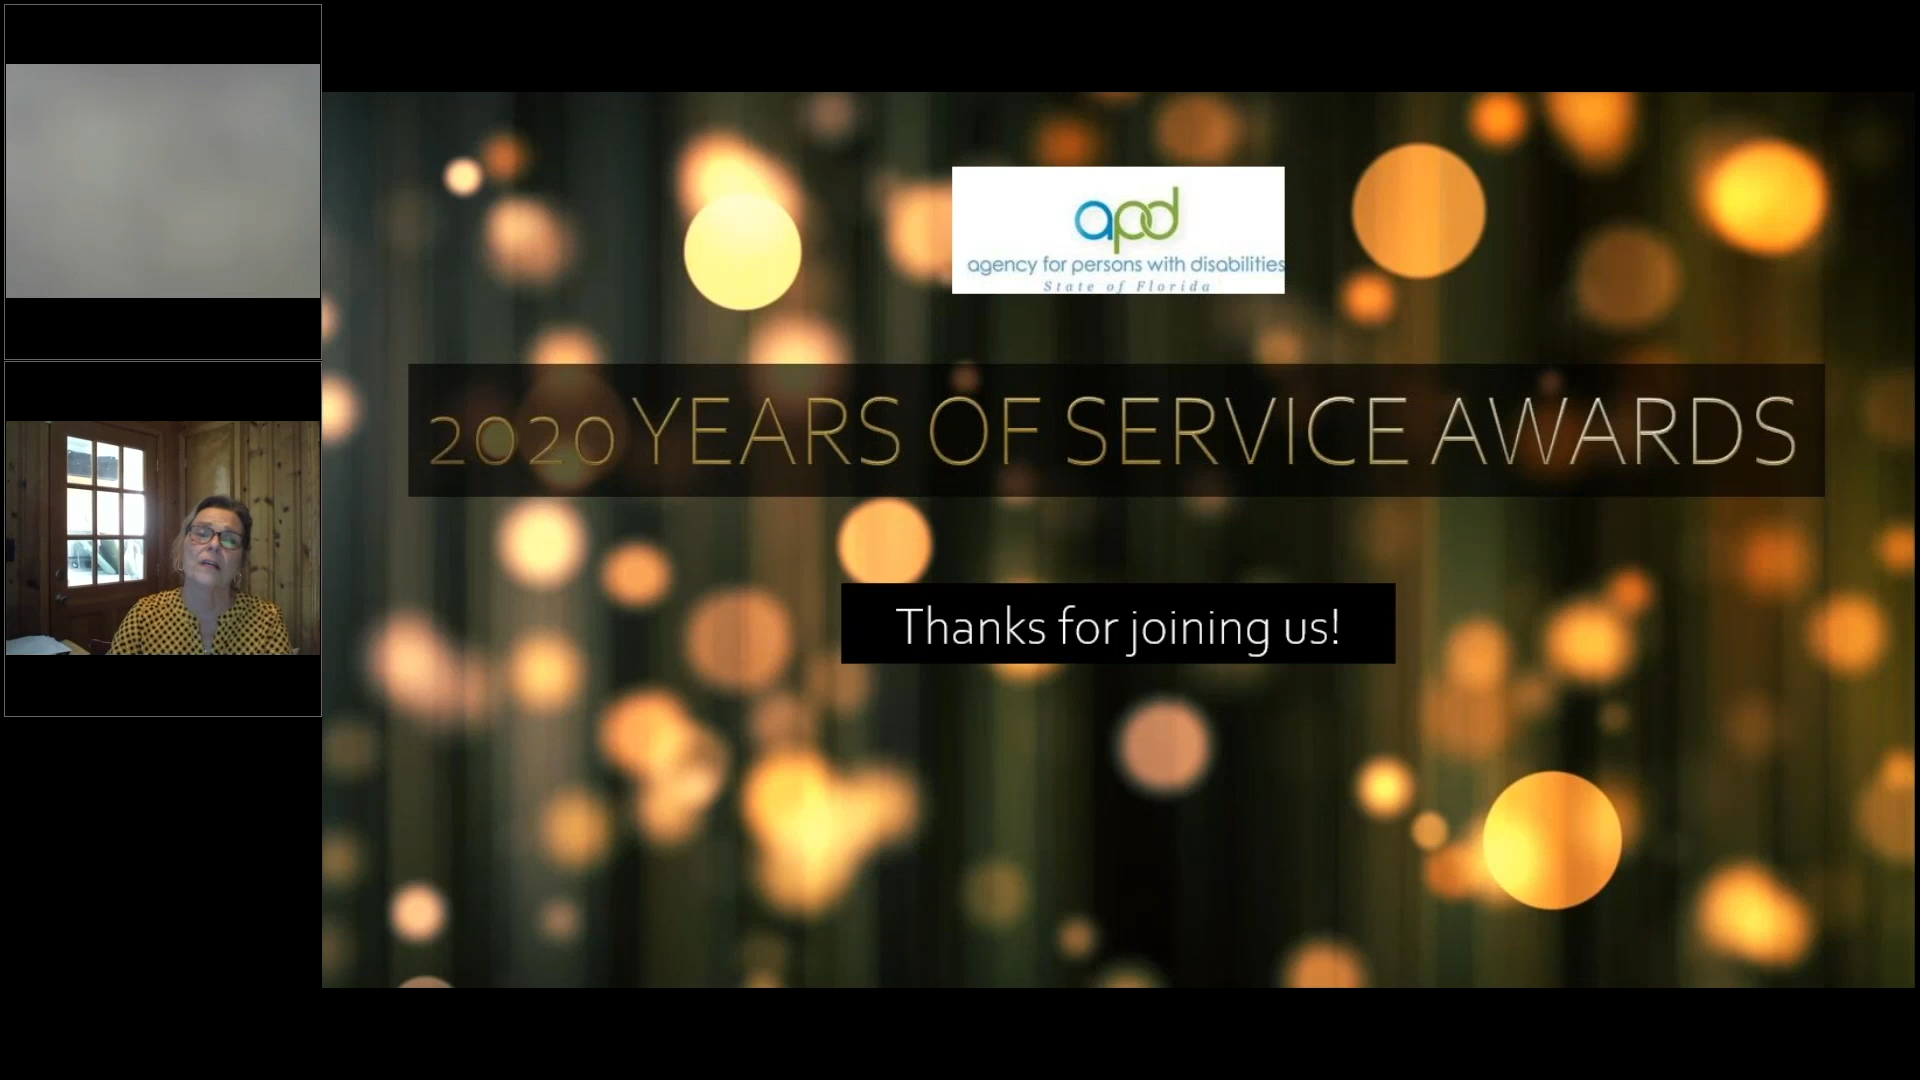 apd
agency for persons with disabilities
State of Florida
2020 YEARS OF SERVICE AWARDS
Thanks for joining us!